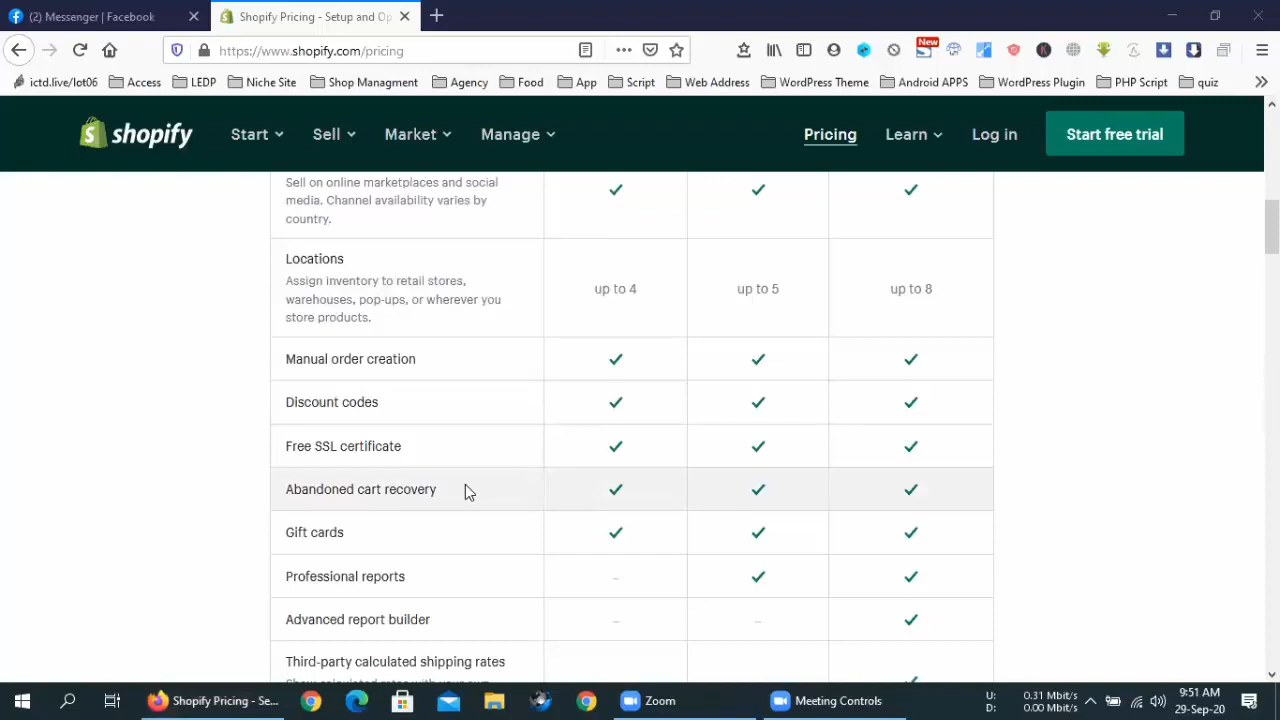 (2) Messenger | Facebook
Shopify Pricing - Setup and Op
https://www.shopify.com/pricing
New
ictd.live/lot06 Access LEDP Niche Site Shop Managment Agency Food App Script Web Address WordPress Theme Android APPS WordPress Plugin PHP Script quiz
shopify Start Sell Market Manage Pricing Learn Log in Start free trial
Sell on online marketplaces and social
media. Channel availability varies by
country.
Locations
Assign inventory to retail stores,
warehouses, pop-ups, or wherever you
store products.
up to 4 up to 5 up to 8
Manual order creation
Discount codes
Free SSL certificate
Abandoned cart recovery
Gift cards
Professional reports
Advanced report builder
Third-party calculated shipping rates
Shopify Pricing - Se... Zoom Meeting Controls
U: 0.31 Mbit/s
D: 0.00 Mbit/s
9:51 AM
29-Sep-20